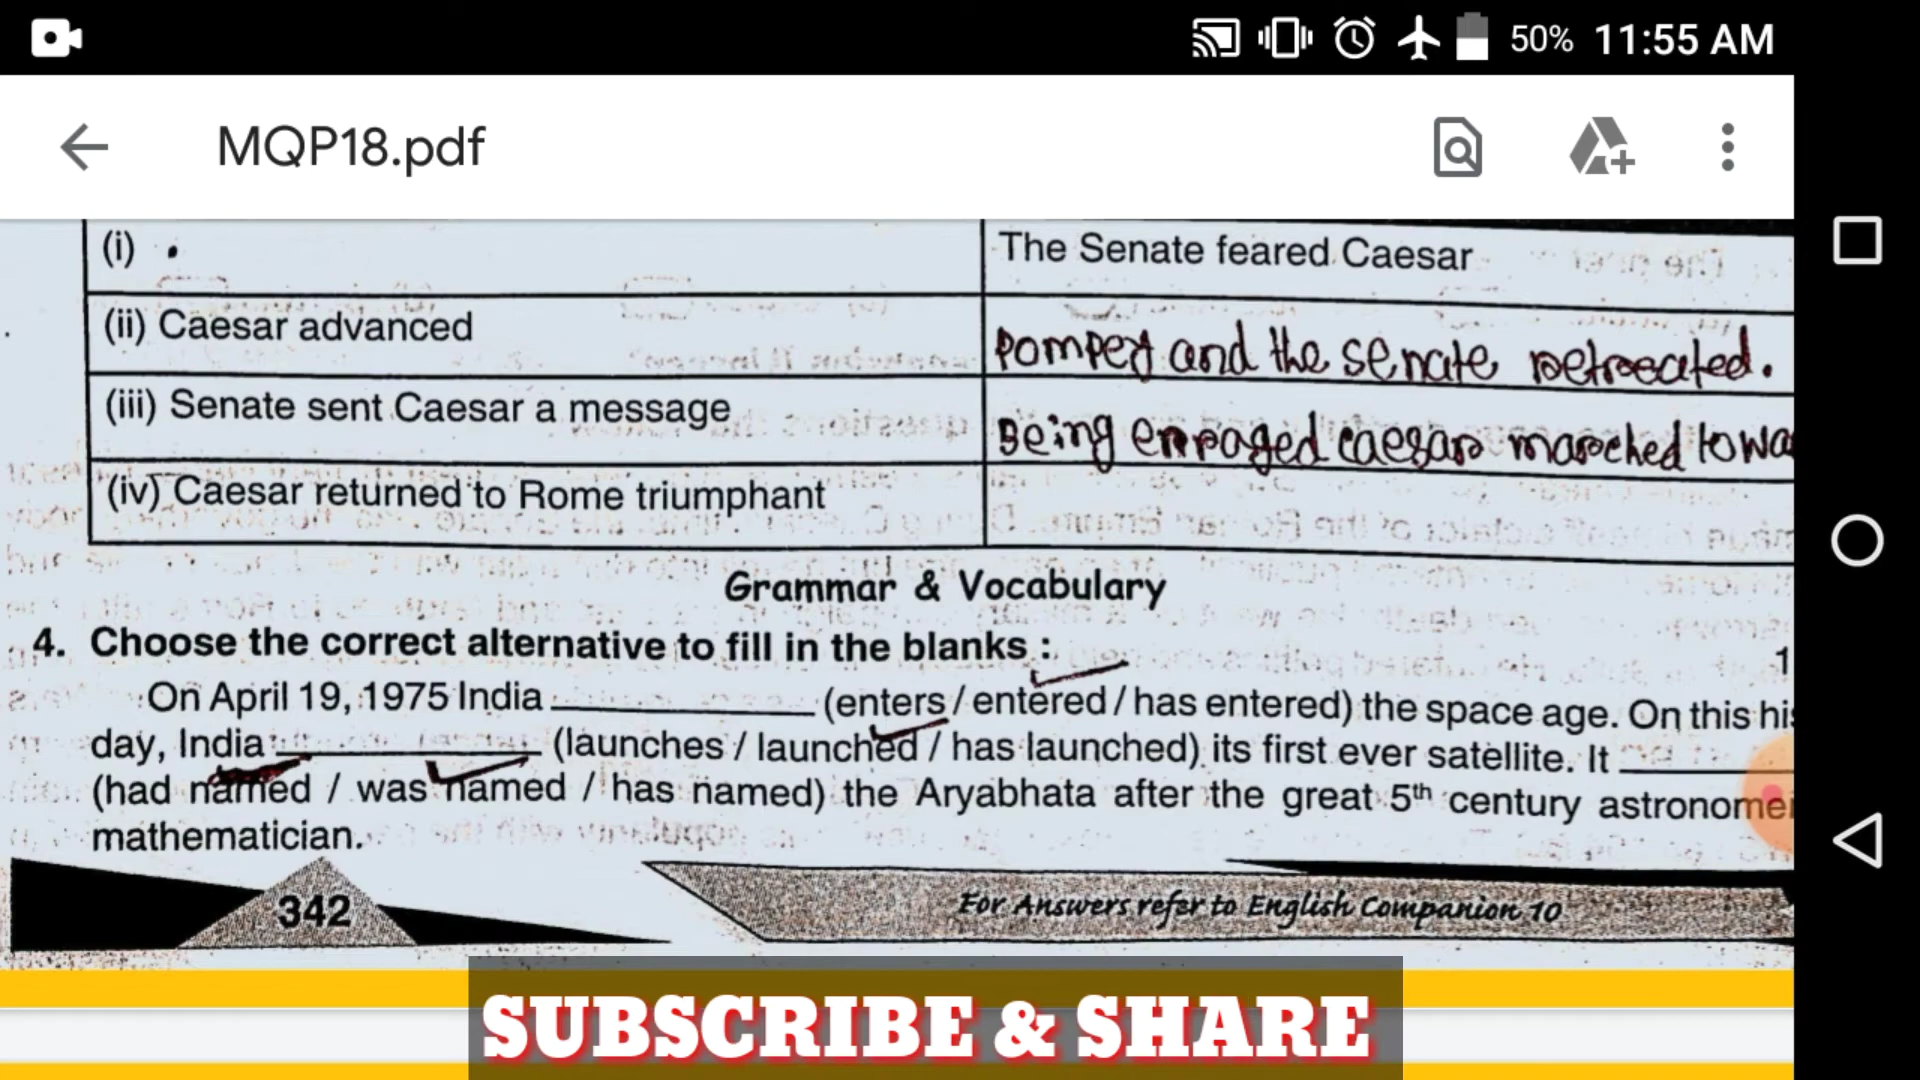 50% 11:55 AM
MQP18.pdf
(i) . The Senate feared Caesar
(ii) Caesar advanced Pompey and the senate retreated.
(iii) Senate sent Caesar a message Being enraged caesar marched towa
(iv) Caesar returned to Rome triumphant
Grammar & Vocabulary
4. Choose the correct alternative to fill in the blanks :
1
On April 19, 1975 India __________ (enters / entered / has entered) the space age. On this his
day, India __________ (launches / launched / has launched) its first ever satellite. It __________
(had named / was named / has named) the Aryabhata after the great 5th century astronomer
mathematician.
342
For Answers refer to English Companion 10
SUBSCRIBE & SHARE